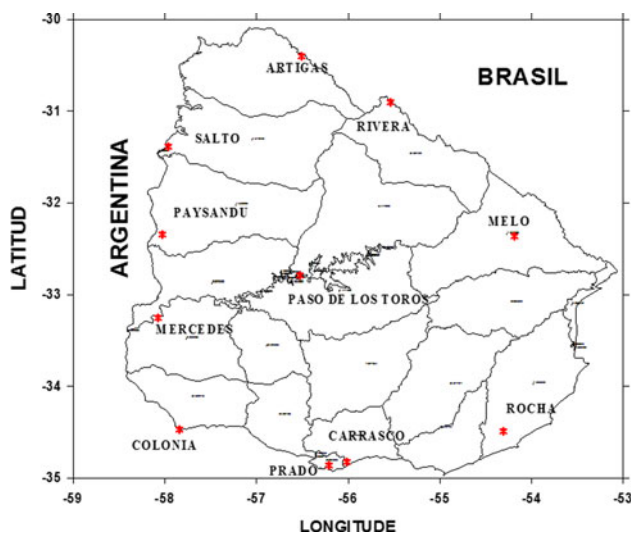 -30
ARTIGAS
BRASIL
-31
RIVERA
SALTO
-32
PAYSANDU
MELO
ARGENTINA
LATITUD
-33
PASO DE LOS TOROS
MERCEDES
-34
ROCHA
COLONIA
CARRASCO
PRADO
-35
-59
-58
-57
-56
-55
-54
-53
LONGITUDE